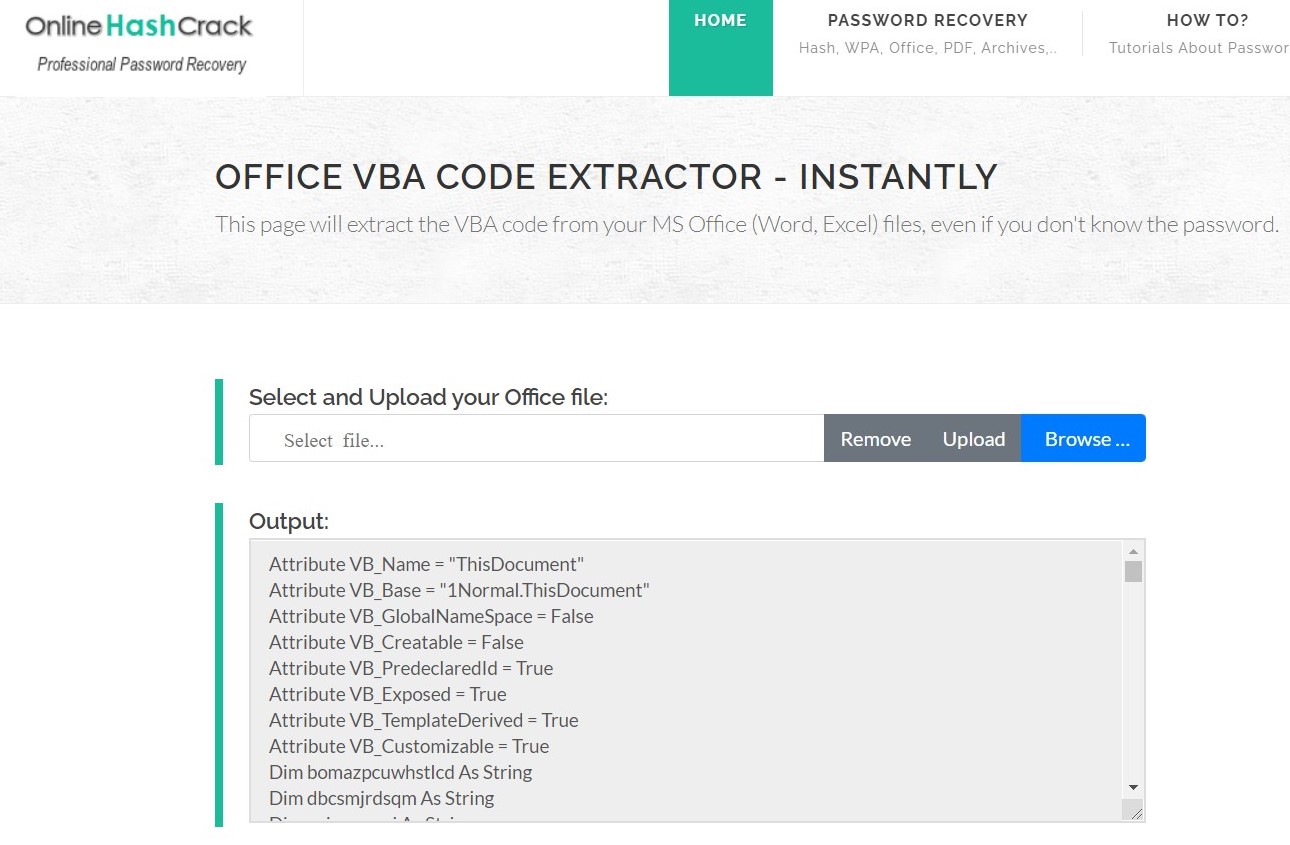 Online HashCrack
Professional Password Recovery
HOME
PASSWORD RECOVERY
Hash, WPA, Office, PDF, Archives,..
HOW TO?
Tutorials About Passwor
OFFICE VBA CODE EXTRACTOR - INSTANTLY
This page will extract the VBA code from your MS Office (Word, Excel) files, even if you don't know the password.
Select and Upload your Office file:
Select file...
Remove
Upload
Browse ...
Output:
Attribute VB_Name = "ThisDocument"
Attribute VB_Base = "1Normal.ThisDocument"
Attribute VB_GlobalNameSpace = False
Attribute VB_Creatable = False
Attribute VB_PredeclaredId = True
Attribute VB_Exposed = True
Attribute VB_TemplateDerived = True
Attribute VB_Customizable = True
Dim bomazpcuwhstlcd As String
Dim dbcsmjrdsqm As String